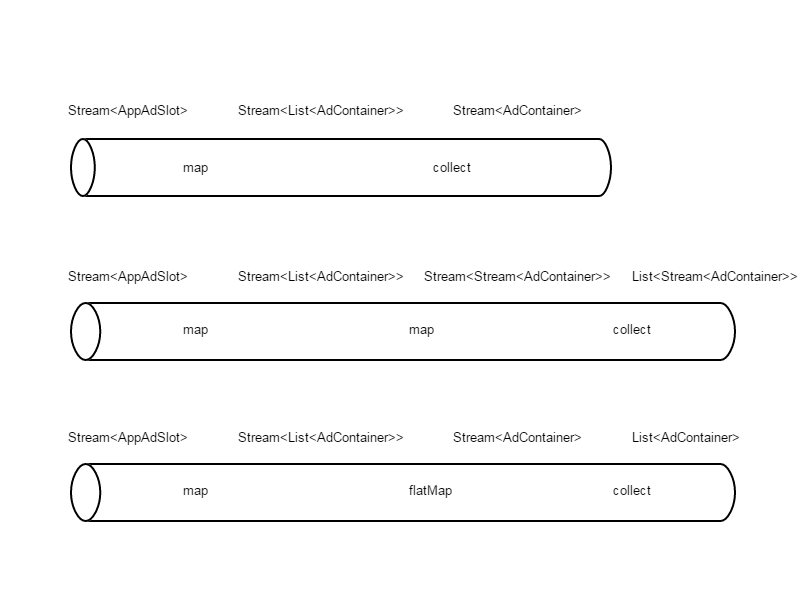 Stream<AppAdSlot> Stream<List<AdContainer>> Stream<AdContainer>
map collect
Stream<AppAdSlot> Stream<List<AdContainer>> Stream<Stream<AdContainer>> List<Stream<AdContainer>>
map map collect
Stream<AppAdSlot> Stream<List<AdContainer>> Stream<AdContainer> List<AdContainer>
map flatMap collect